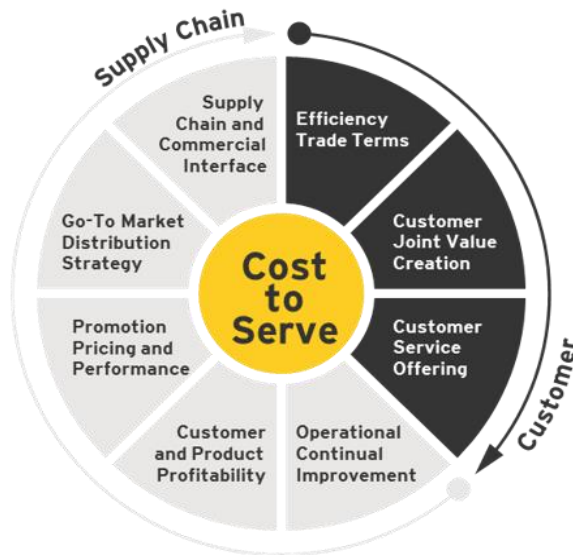 Supply Chain
Supply
Chain and
Commercial
Interface
Efficiency
Trade Terms
Go-To Market
Distribution
Strategy
Customer
Joint Value
Creation
Cost
to
Serve
Promotion
Pricing and
Performance
Customer
Service
Offering
Customer
Customer
and Product
Profitability
Operational
Continual
Improvement